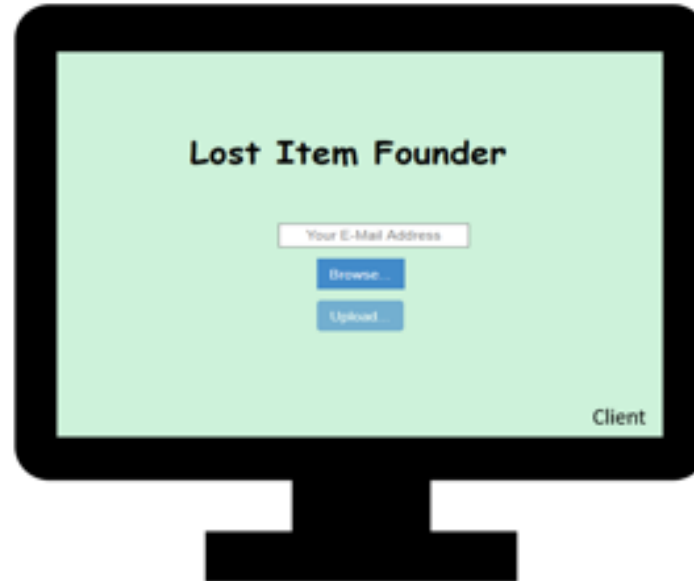 Lost Item Founder
Your E-Mail Address
Browse...
Upload...
Client